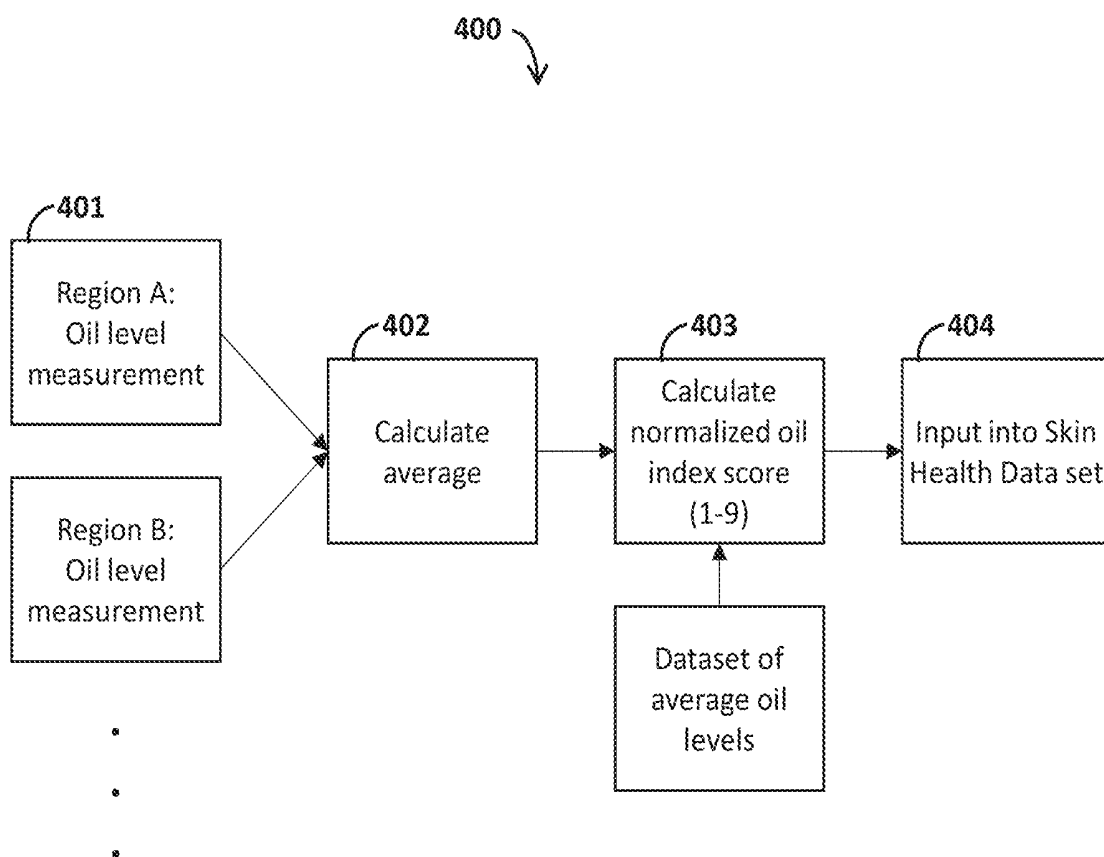 400
401
Region A:
Oil level
measurement
Region B:
Oil level
measurement
402
Calculate
average
403
Calculate
normalized oil
index score
(1-9)
Dataset of
average oil
levels
404
Input into Skin
Health Data set